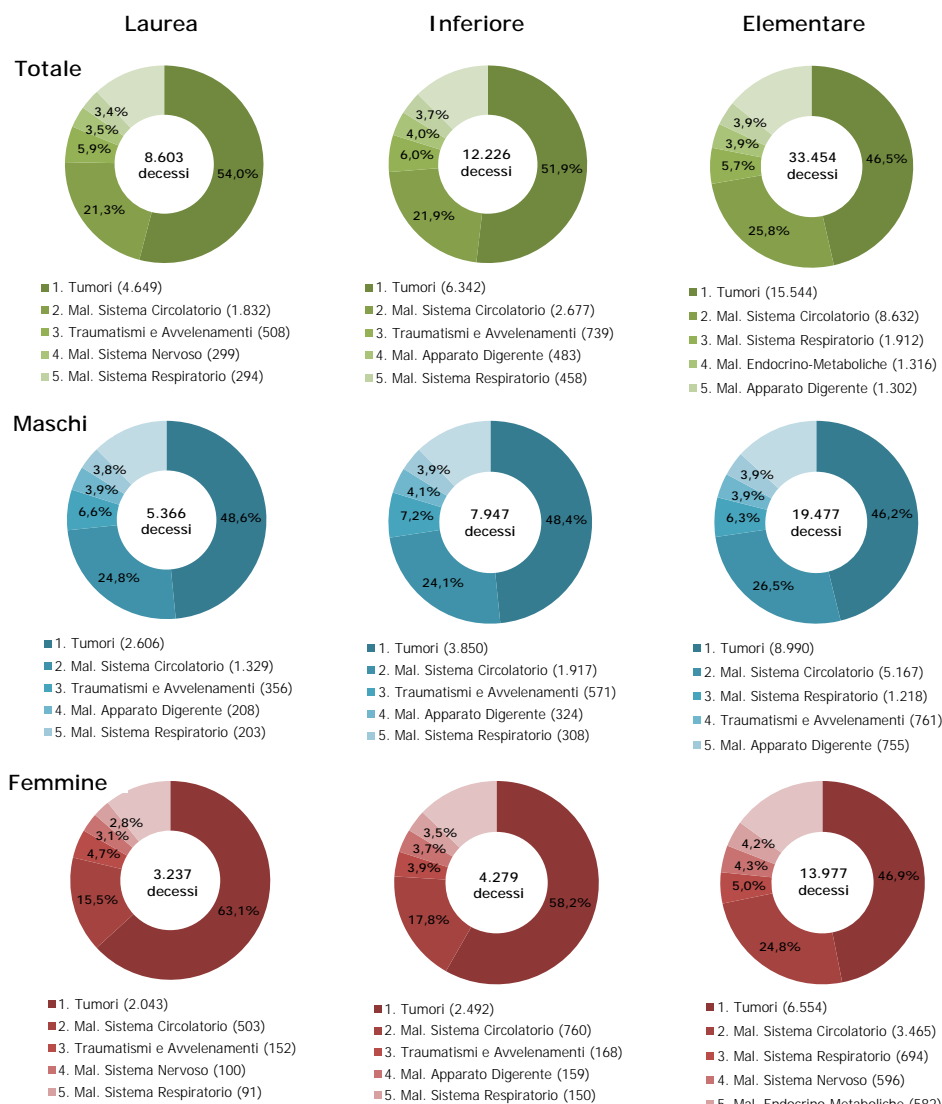 Laurea
Inferiore
Elementare
Totale
3,4%
3,5%
5,9%
21,3%
54,0%
8.603
decessi
3,7%
4,0%
6,0%
21,9%
51,9%
12.226
decessi
3,9%
3,9%
5,7%
25,8%
46,5%
33.454
decessi
1. Tumori (4.649)
2. Mal. Sistema Circolatorio (1.832)
3. Traumatismi e Avvelenamenti (508)
4. Mal. Sistema Nervoso (299)
5. Mal. Sistema Respiratorio (294)
1. Tumori (6.342)
2. Mal. Sistema Circolatorio (2.677)
3. Traumatismi e Avvelenamenti (739)
4. Mal. Apparato Digerente (483)
5. Mal. Sistema Respiratorio (458)
1. Tumori (15.544)
2. Mal. Sistema Circolatorio (8.632)
3. Mal. Sistema Respiratorio (1.912)
4. Mal. Endocrino-Metaboliche (1.316)
5. Mal. Apparato Digerente (1.302)
Maschi
3,8%
3,9%
6,6%
24,8%
48,6%
5.366
decessi
3,9%
4,1%
7,2%
24,1%
48,4%
7.947
decessi
3,9%
3,9%
6,3%
26,5%
46,2%
19.477
decessi
1. Tumori (2.606)
2. Mal. Sistema Circolatorio (1.329)
3. Traumatismi e Avvelenamenti (356)
4. Mal. Apparato Digerente (208)
5. Mal. Sistema Respiratorio (203)
1. Tumori (3.850)
2. Mal. Sistema Circolatorio (1.917)
3. Traumatismi e Avvelenamenti (571)
4. Mal. Apparato Digerente (324)
5. Mal. Sistema Respiratorio (308)
1. Tumori (8.990)
2. Mal. Sistema Circolatorio (5.167)
3. Mal. Sistema Respiratorio (1.218)
4. Traumatismi e Avvelenamenti (761)
5. Mal. Apparato Digerente (755)
Femmine
2,8%
3,1%
4,7%
15,5%
63,1%
3.237
decessi
3,5%
3,7%
3,9%
17,8%
58,2%
4.279
decessi
4,2%
4,3%
5,0%
24,8%
46,9%
13.977
decessi
1. Tumori (2.043)
2. Mal. Sistema Circolatorio (503)
3. Traumatismi e Avvelenamenti (152)
4. Mal. Sistema Nervoso (100)
5. Mal. Sistema Respiratorio (91)
1. Tumori (2.492)
2. Mal. Sistema Circolatorio (760)
3. Traumatismi e Avvelenamenti (168)
4. Mal. Apparato Digerente (159)
5. Mal. Sistema Respiratorio (150)
1. Tumori (6.554)
2. Mal. Sistema Circolatorio (3.465)
3. Mal. Sistema Respiratorio (694)
4. Mal. Sistema Nervoso (596)
5. Mal. Endocrino-Metaboliche (582)